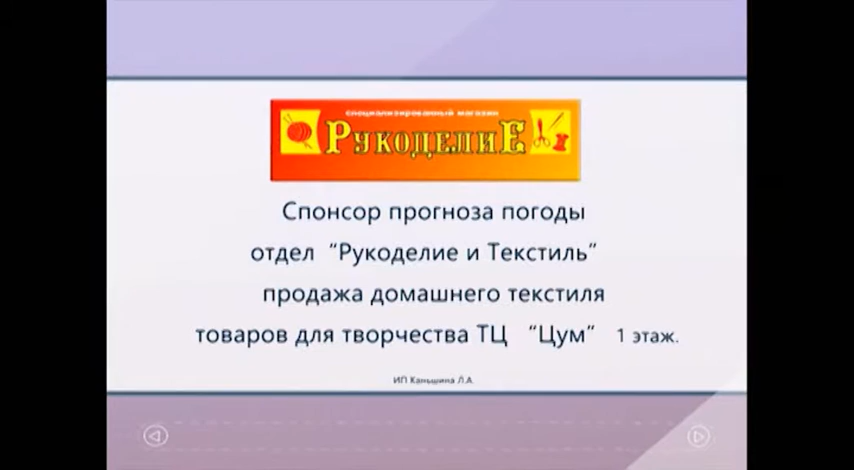 специализированный магазин
РУКОДЕЛИЕ
Спонсор прогноза погоды
отдел “Рукоделие и Текстиль”
продажа домашнего текстиля
товаров для творчества ТЦ “Цум” 1 этаж.
ИП Каньшина Л.А.